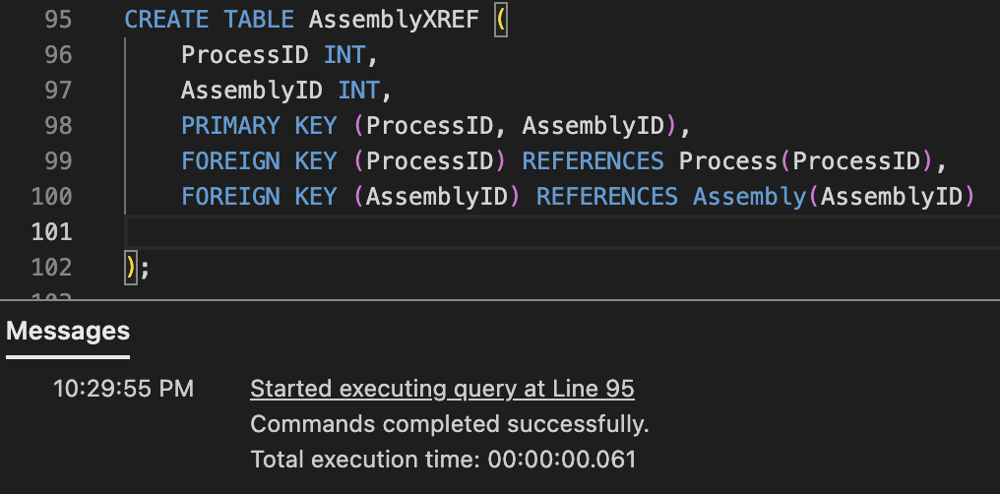 95 CREATE TABLE AssemblyXREF (
96 ProcessID INT,
97 AssemblyID INT,
98 PRIMARY KEY (ProcessID, AssemblyID),
99 FOREIGN KEY (ProcessID) REFERENCES Process(ProcessID),
100 FOREIGN KEY (AssemblyID) REFERENCES Assembly(AssemblyID)
101
102 );
Messages
10:29:55 PM Started executing query at Line 95
Commands completed successfully.
Total execution time: 00:00:00.061